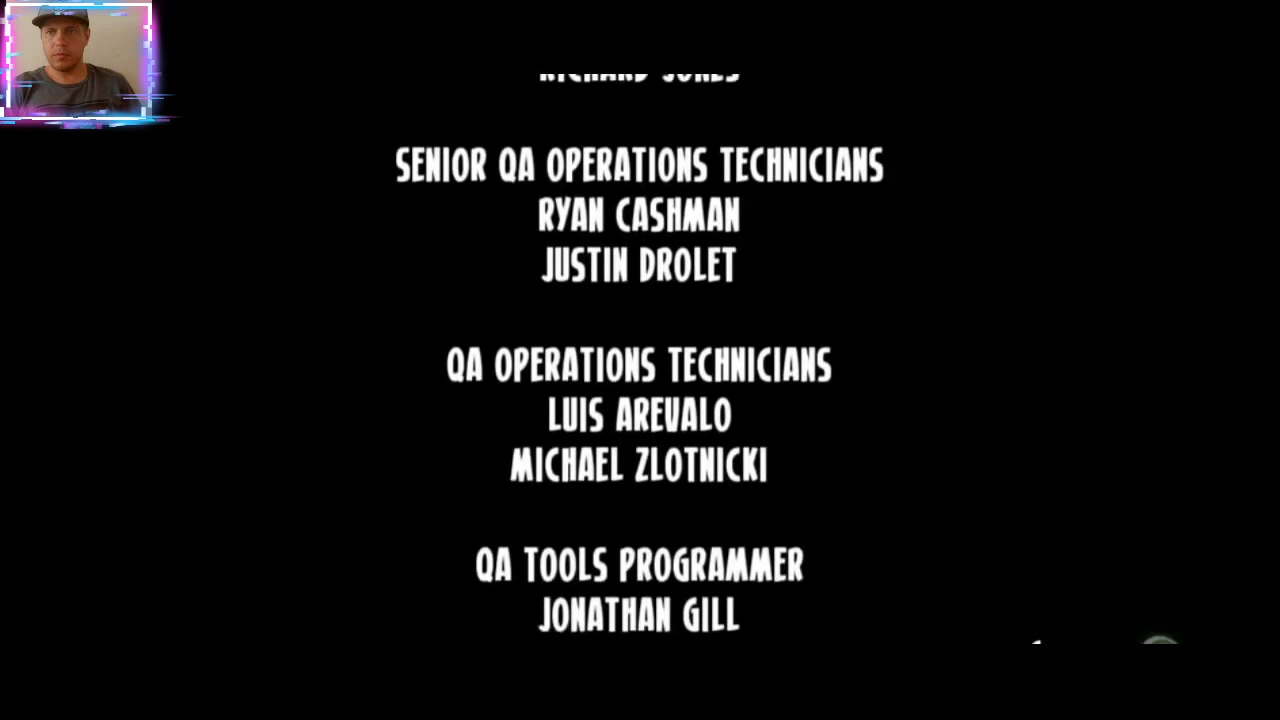 SENIOR QA OPERATIONS TECHNICIANS
RYAN CASHMAN
JUSTIN DROLET
QA OPERATIONS TECHNICIANS
LUIS AREVALO
MICHAEL ZLOTNICKI
QA TOOLS PROGRAMMER
JONATHAN GILL